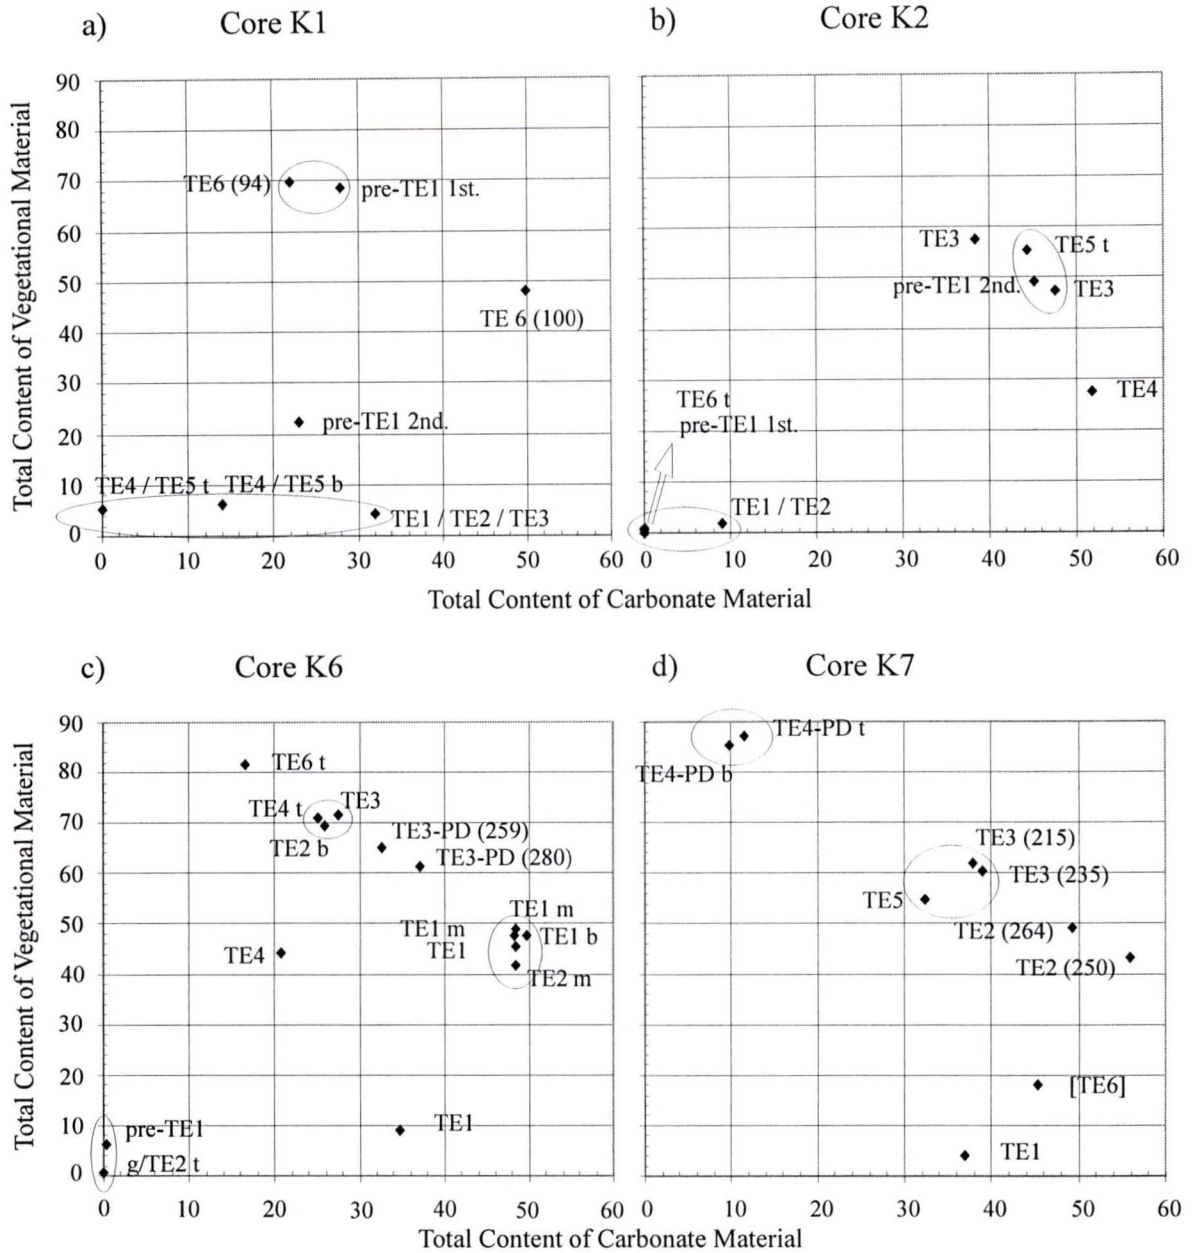 a) Core K1
b) Core K2
Total Content of Vegetational Material
90
80
70
60
50
40
30
20
10
0
TE6 (94)
pre-TE1 1st.
TE 6 (100)
pre-TE1 2nd.
TE4 / TE5 t
TE4 / TE5 b
TE1 / TE2 / TE3
0 10 20 30 40 50 60
TE3
TE5 t
pre-TE1 2nd.
TE3
TE4
TE6 t
pre-TE1 1st.
TE1 / TE2
0 10 20 30 40 50 60
Total Content of Carbonate Material
c) Core K6
d) Core K7
Total Content of Vegetational Material
90
80
70
60
50
40
30
20
10
0
TE6 t
TE4 t
TE3
TE2 b
TE3-PD (259)
TE3-PD (280)
TE1 m
TE1 m
TE1 b
TE1
TE2 m
TE4
TE1
pre-TE1
g/TE2 t
0 10 20 30 40 50 60
TE4-PD t
TE4-PD b
TE3 (215)
TE3 (235)
TE5
TE2 (264)
TE2 (250)
[TE6]
TE1
0 10 20 30 40 50 60
Total Content of Carbonate Material